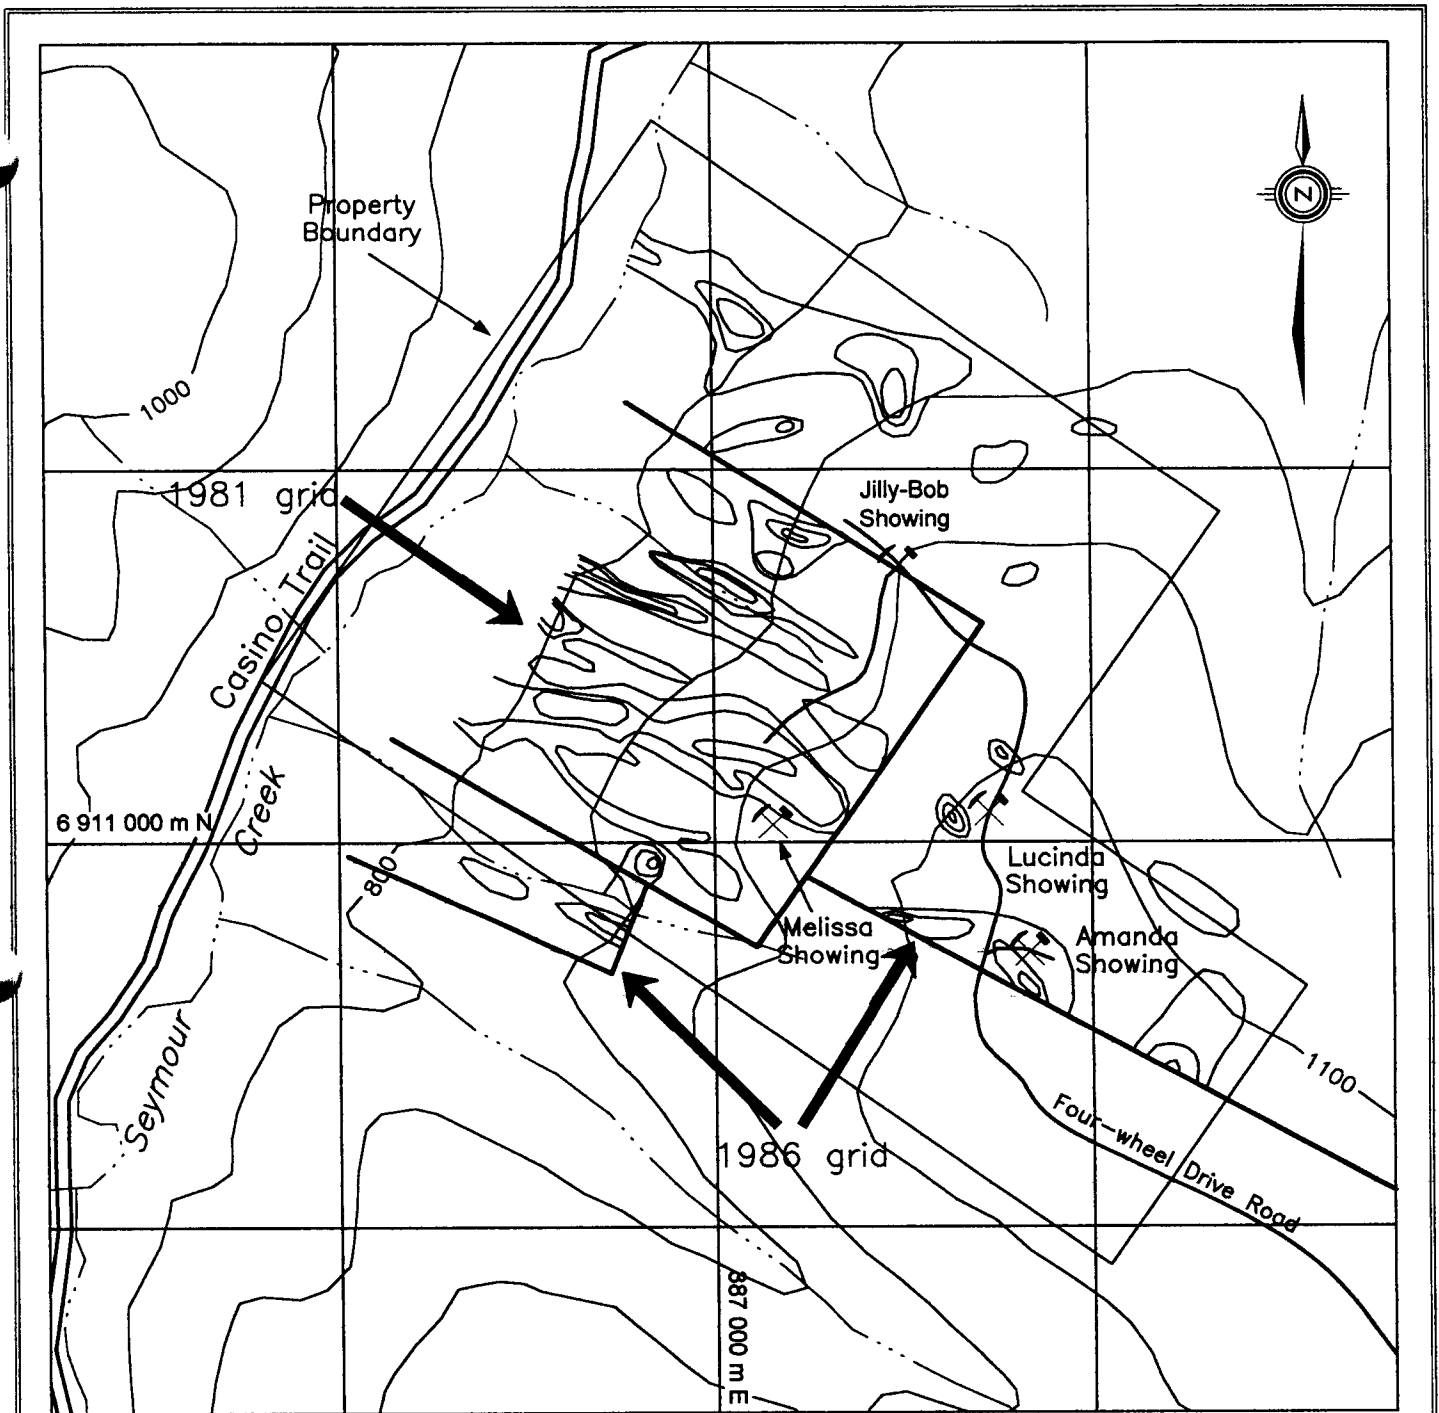 N
Property
Boundary
1000
1981 grid
Jilly-Bob
Showing
Casino Trail
6 911 000 m N
Creek
800
Lucinda
Showing
Melissa
Showing
Amanda
Showing
Seymour
1100
Four-wheel Drive Road
1986 grid
887 000 m E